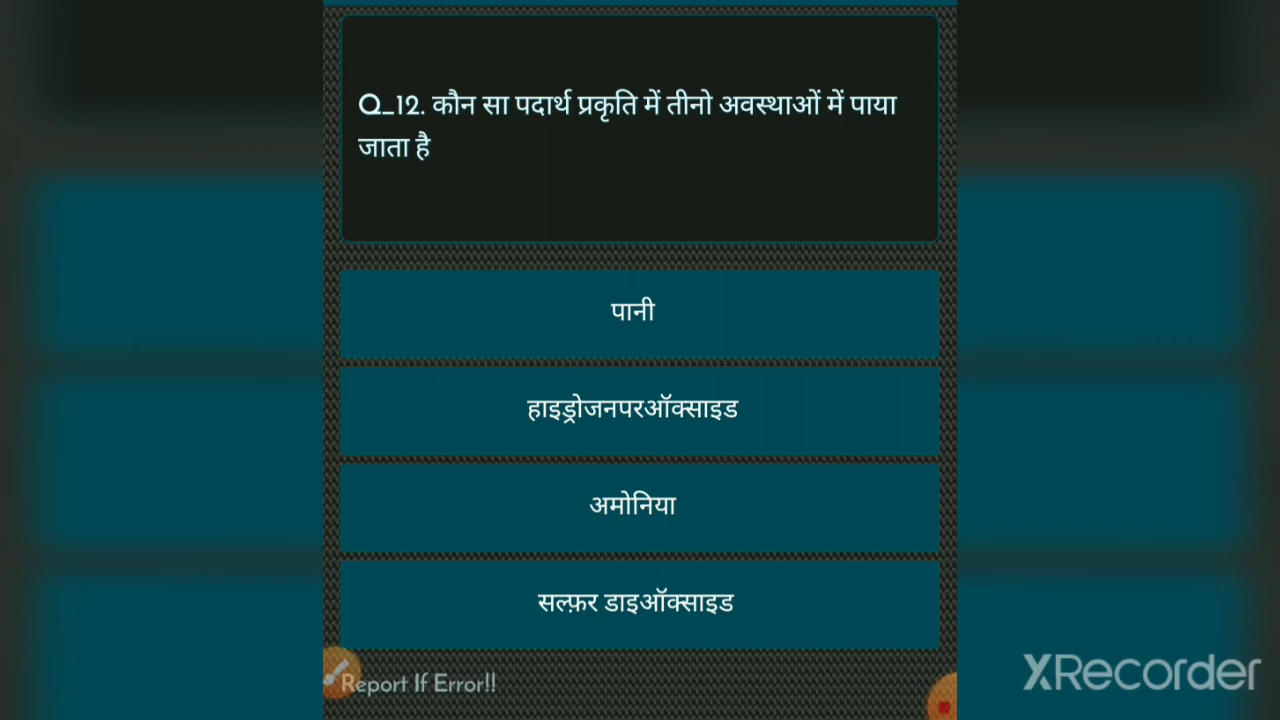 Q_12. कौन सा पदार्थ प्रकृति में तीनो अवस्थाओं में पाया
जाता है
पानी
हाइड्रोजनपरऑक्साइड
अमोनिया
सल्फ़र डाइऑक्साइड
Report If Error!!
XRecorder